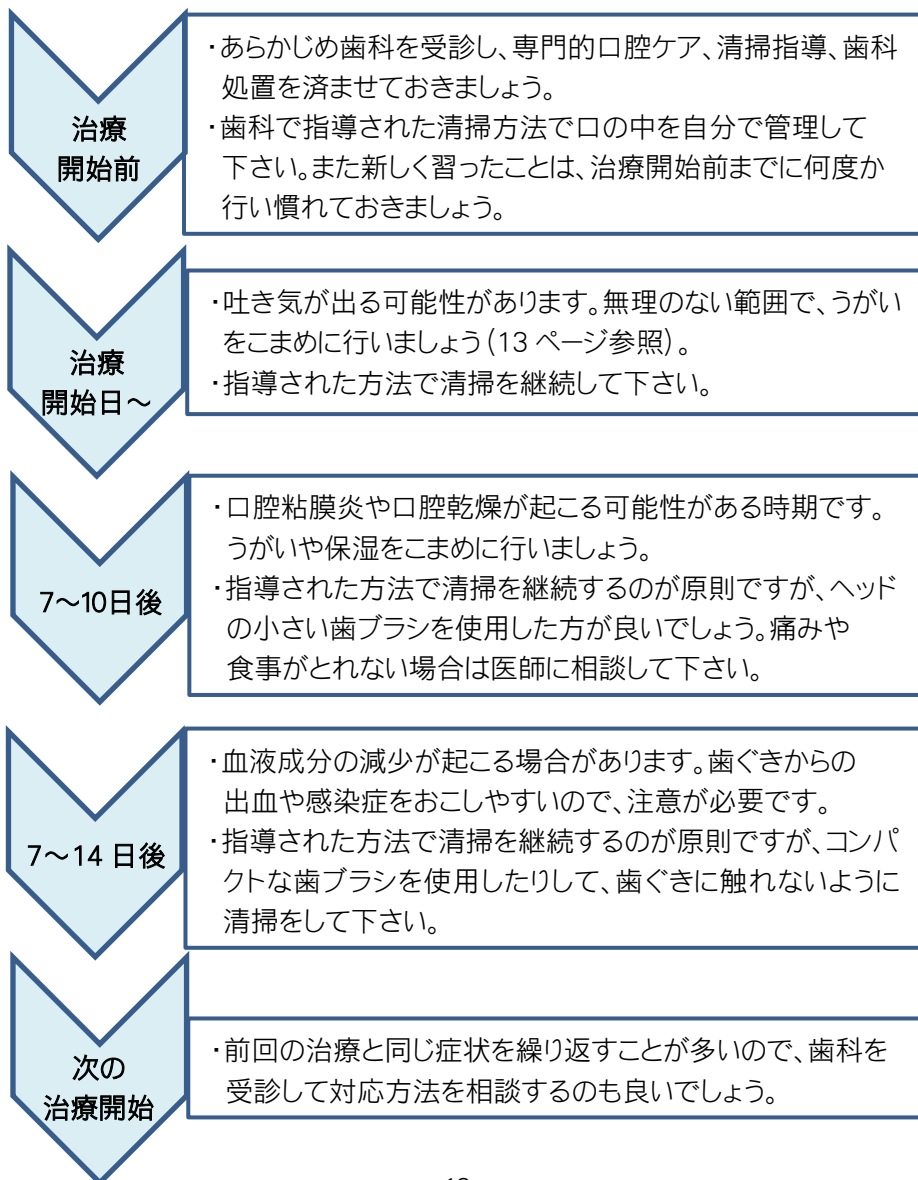 治療
開始前
・あらかじめ歯科を受診し、専門的口腔ケア、清掃指導、歯科
処置を済ませておきましょう。
・歯科で指導された清掃方法で口の中を自分で管理して
下さい。また新しく習ったことは、治療開始前までに何度か
行い慣れておきましょう。
治療
開始日～
・吐き気が出る可能性があります。無理のない範囲で、うがい
をこまめに行いましょう（13 ページ参照）。
・指導された方法で清掃を継続して下さい。
7～10日後
・口腔粘膜炎や口腔乾燥が起こる可能性がある時期です。
うがいや保湿をこまめに行いましょう。
・指導された方法で清掃を継続するのが原則ですが、ヘッド
の小さい歯ブラシを使用した方が良いでしょう。痛みや
食事がとれない場合は医師に相談して下さい。
7～14 日後
・血液成分の減少が起こる場合があります。歯ぐきからの
出血や感染症をおこしやすいので、注意が必要です。
・指導された方法で清掃を継続するのが原則ですが、コンパ
クトな歯ブラシを使用したりして、歯ぐきに触れないように
清掃をして下さい。
次の
治療開始
・前回の治療と同じ症状を繰り返すことが多いので、歯科を
受診して対応方法を相談するのも良いでしょう。